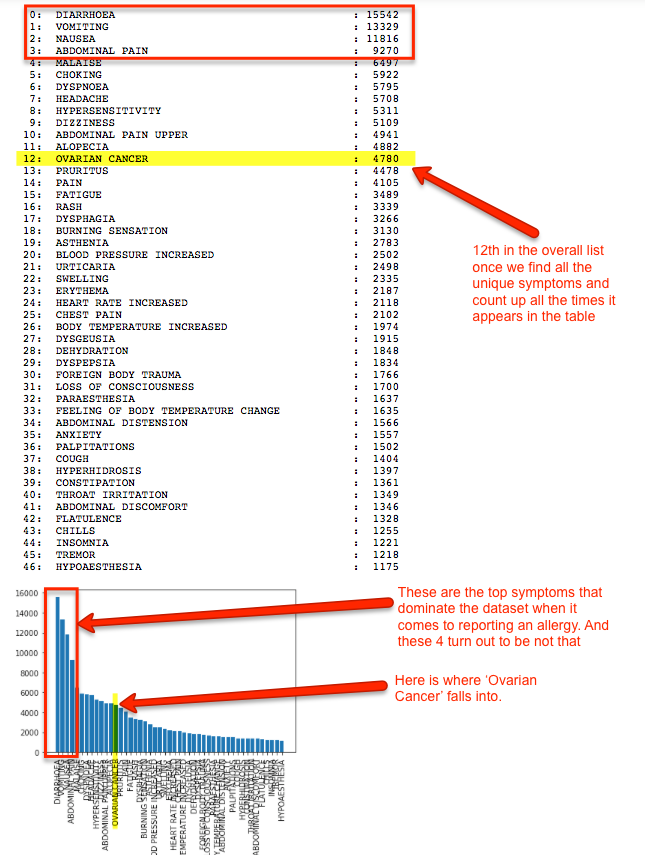 0: DIARRHOEA : 15542
1: VOMITING : 13329
2: NAUSEA : 11816
3: ABDOMINAL PAIN : 9270
4: MALAISE : 6497
5: CHOKING : 5922
6: DYSPNOEA : 5795
7: HEADACHE : 5708
8: HYPERSENSITIVITY : 5311
9: DIZZINESS : 5109
10: ABDOMINAL PAIN UPPER : 4941
11: ALOPECIA : 4882
12: OVARIAN CANCER : 4780
13: PRURITUS : 4478
14: PAIN : 4105
15: FATIGUE : 3489
16: RASH : 3339
17: DYSPHAGIA : 3266
18: BURNING SENSATION : 3130
19: ASTHENIA : 2783
20: BLOOD PRESSURE INCREASED : 2502
21: URTICARIA : 2498
22: SWELLING : 2335
23: ERYTHEMA : 2187
24: HEART RATE INCREASED : 2118
25: CHEST PAIN : 2102
26: BODY TEMPERATURE INCREASED : 1974
27: DYSGEUSIA : 1915
28: DEHYDRATION : 1848
29: DYSPEPSIA : 1834
30: FOREIGN BODY TRAUMA : 1766
31: LOSS OF CONSCIOUSNESS : 1700
32: PARAESTHESIA : 1637
33: FEELING OF BODY TEMPERATURE CHANGE : 1635
34: ABDOMINAL DISTENSION : 1566
35: ANXIETY : 1557
36: PALPITATIONS : 1502
37: COUGH : 1404
38: HYPERHIDROSIS : 1397
39: CONSTIPATION : 1361
40: THROAT IRRITATION : 1349
41: ABDOMINAL DISCOMFORT : 1346
42: FLATULENCE : 1328
43: CHILLS : 1255
44: INSOMNIA : 1221
45: TREMOR : 1218
46: HYPOAESTHESIA : 1175
12th in the overall list
once we find all the
unique symptoms and
count up all the times it
appears in the table
16000
14000
12000
10000
8000
6000
4000
2000
0
These are the top symptoms that
dominate the dataset when it
comes to reporting an allergy. And
these 4 turn out to be not that
Here is where ‘Ovarian
Cancer’ falls into.
DIARRHOEA
OVARIAN CANCER
HYPOAESTHESIA